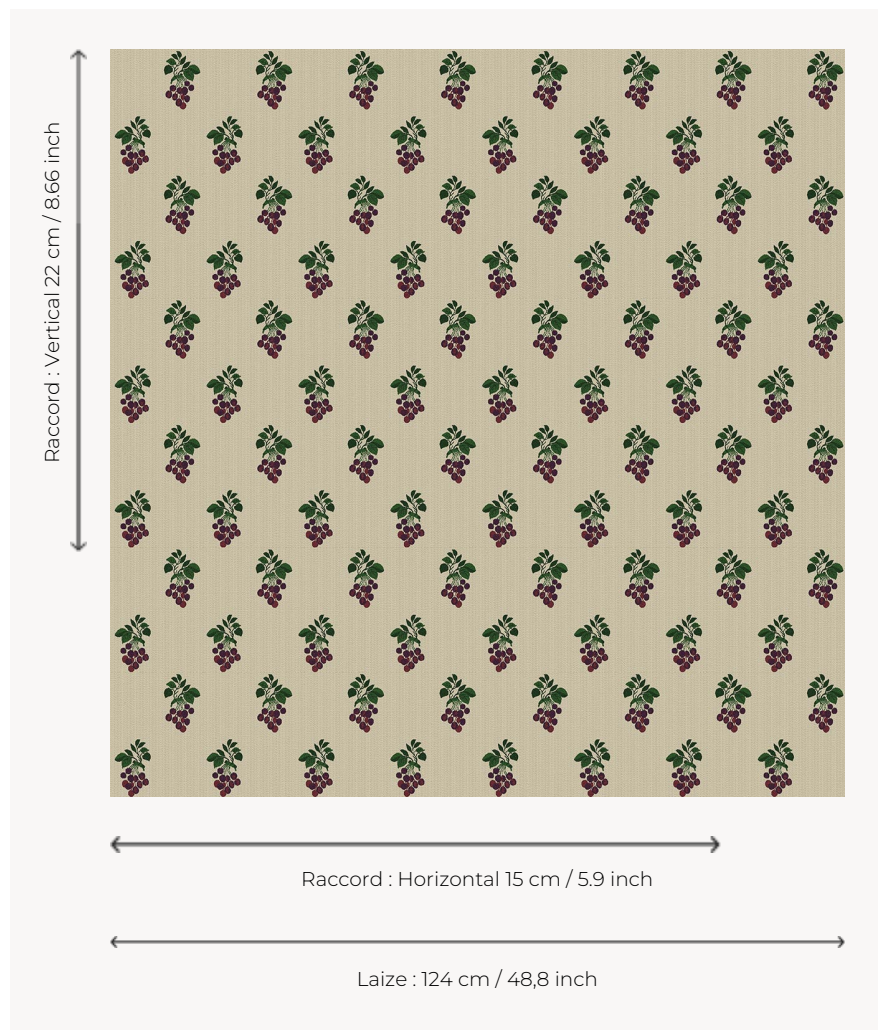 Raccord : Vertical 22 cm / 8.66 inch
Raccord : Horizontal 15 cm / 5.9 inch
Laize : 124 cm / 48,8 inch